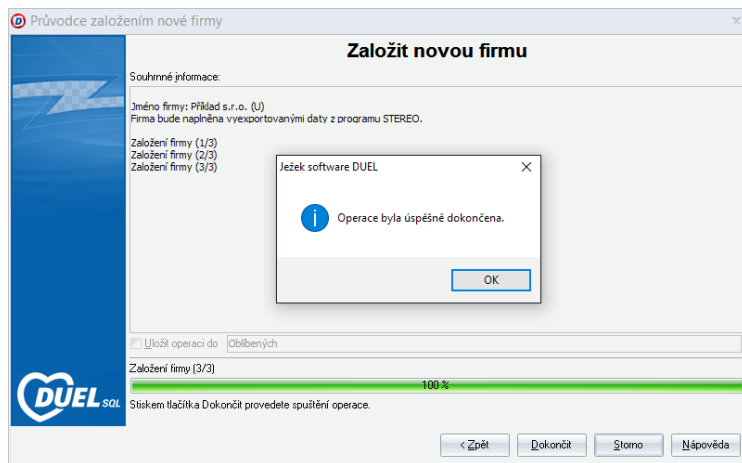 Průvodce založením nové firmy
Založit novou firmu
Souhrnné informace:
Jméno firmy: Příklad s.r.o. (U)
Firma bude naplněna vyexportovanými daty z programu STEREO.
Založení firmy (1/3)
Založení firmy (2/3)
Založení firmy (3/3)
Ježek software DUEL
Operace byla úspěšně dokončena.
OK
Uložit operaci do Oblíbených
Založení firmy (3/3)
100 %
Stiskem tlačítka Dokončit provedete spuštění operace.
DUEL SQL
< Zpět Dokončit Storno Nápověda